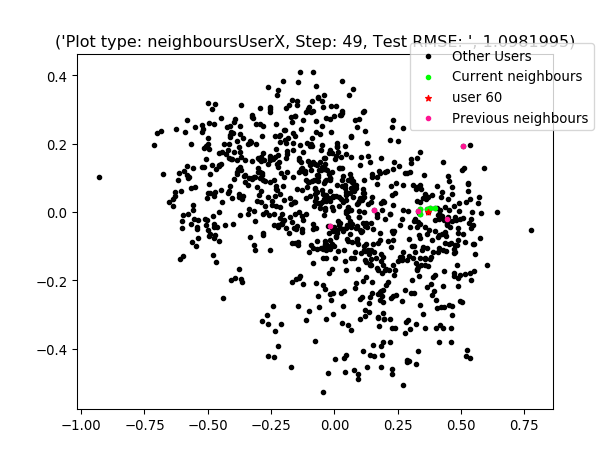 ('Plot type: neighboursUserX, Step: 49, Test RMSE: ', 1.0981995)
Other Users
Current neighbours
user 60
Previous neighbours
0.4
0.2
0.0
−0.2
−0.4
−1.00 −0.75 −0.50 −0.25 0.00 0.25 0.50 0.75